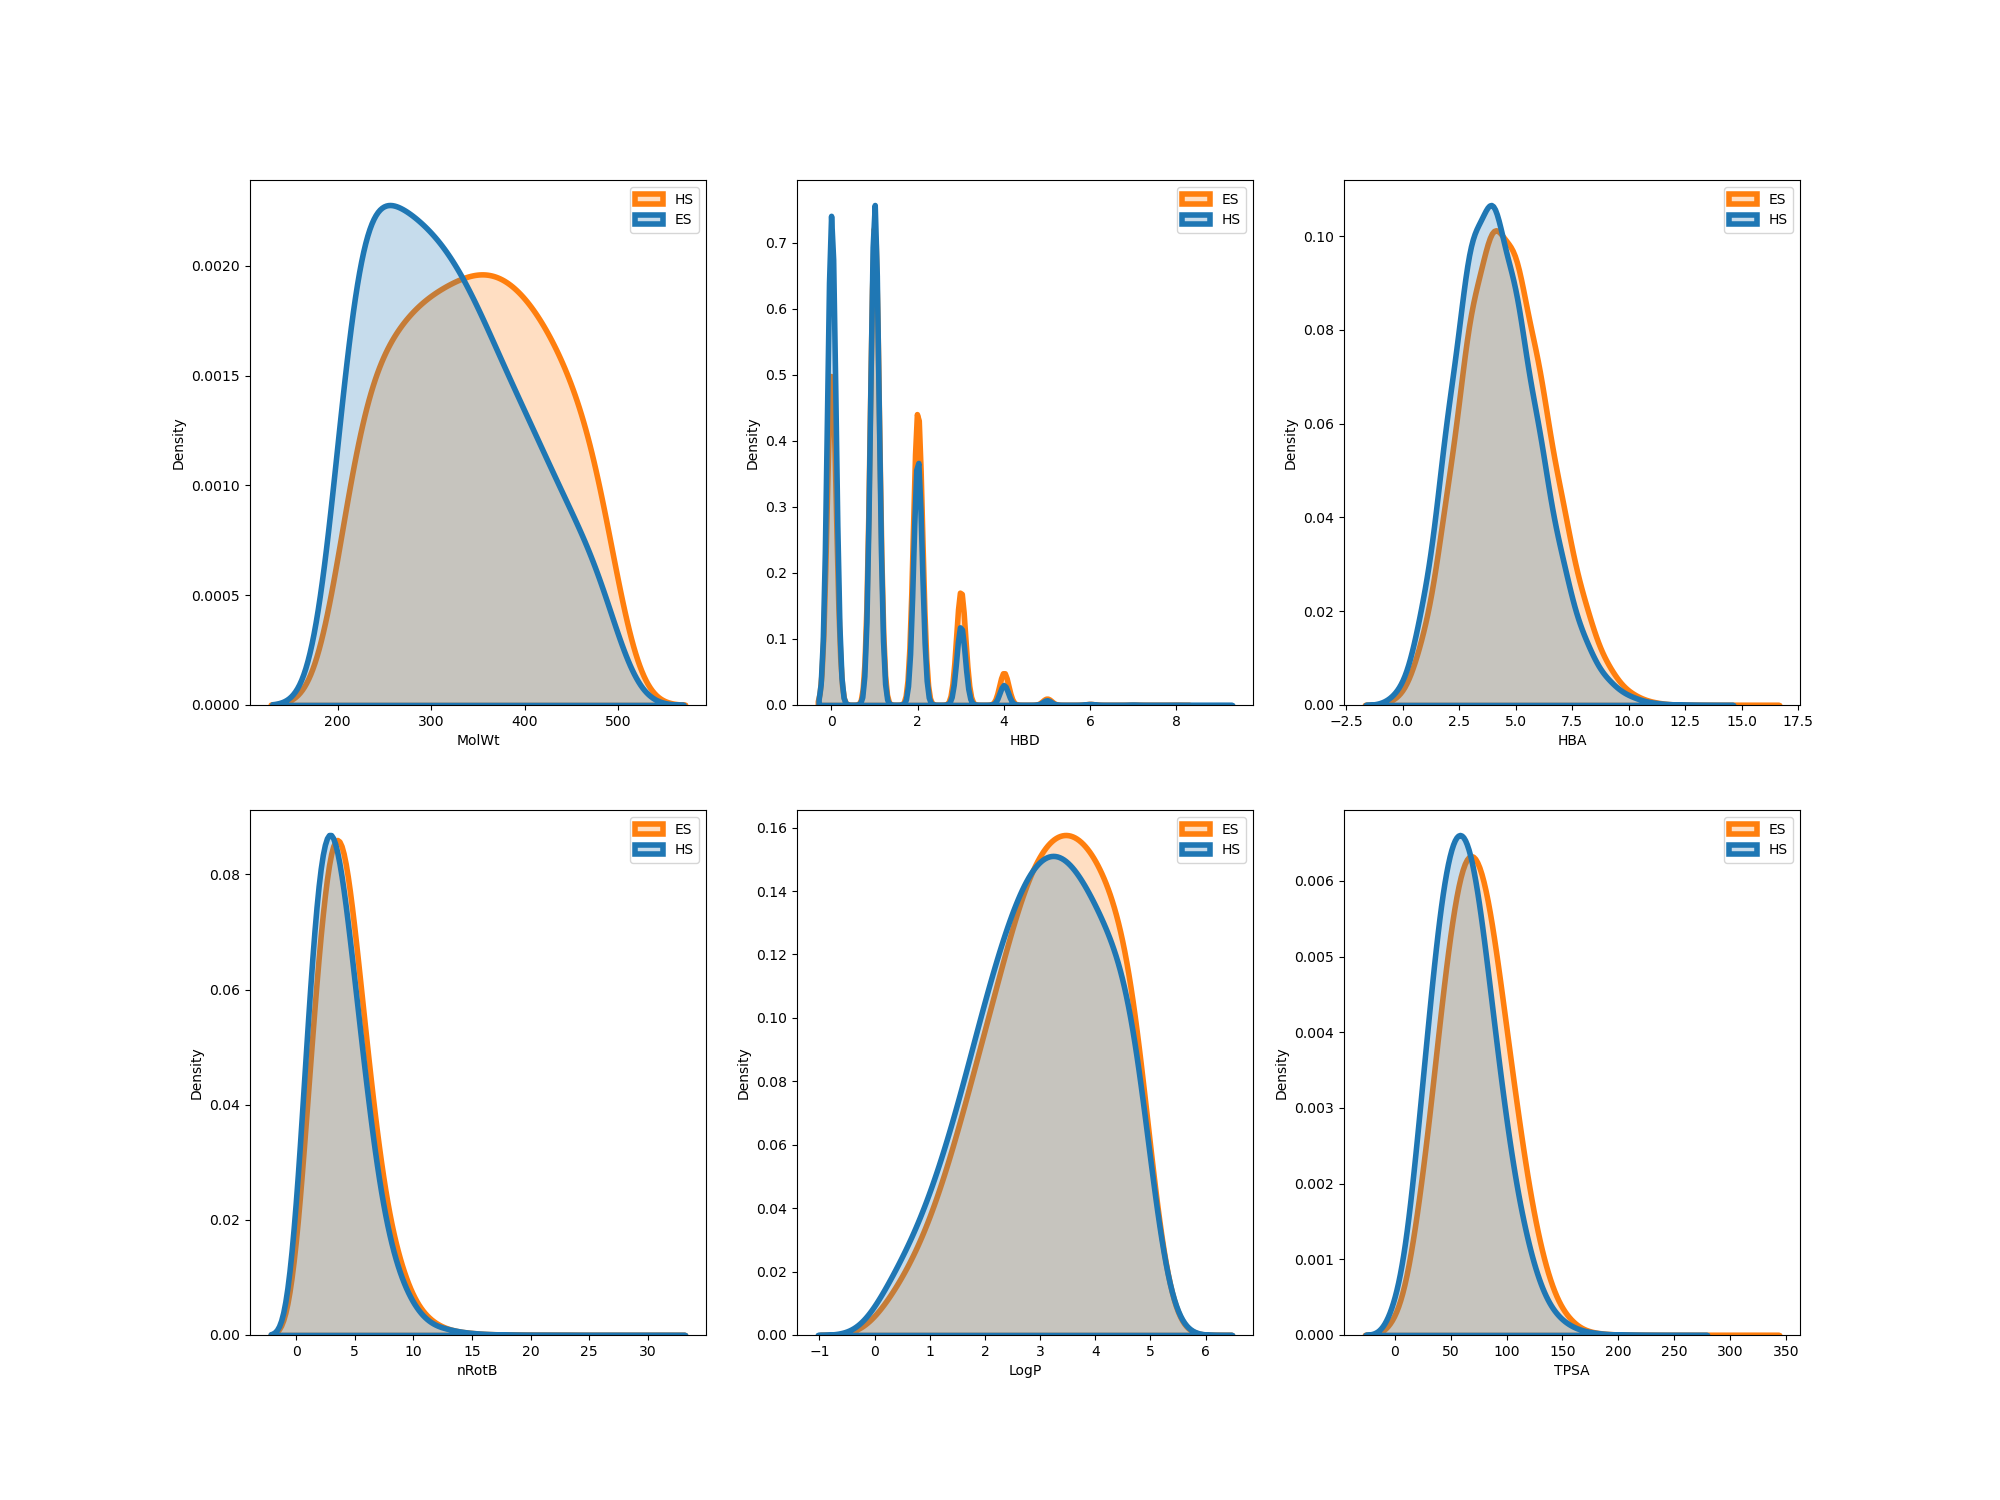 HS
ES
0.0020
0.0015
0.0010
0.0005
0.0000
Density
200 300 400 500
MolWt
ES
HS
0.7
0.6
0.5
0.4
0.3
0.2
0.1
0.0
Density
0 2 4 6 8
HBD
ES
HS
0.10
0.08
0.06
0.04
0.02
0.00
Density
−2.5 0.0 2.5 5.0 7.5 10.0 12.5 15.0 17.5
HBA
ES
HS
0.08
0.06
0.04
0.02
0.00
Density
0 5 10 15 20 25 30
nRotB
ES
HS
0.16
0.14
0.12
0.10
0.08
0.06
0.04
0.02
0.00
Density
−1 0 1 2 3 4 5 6
LogP
ES
HS
0.006
0.005
0.004
0.003
0.002
0.001
0.000
Density
0 50 100 150 200 250 300 350
TPSA